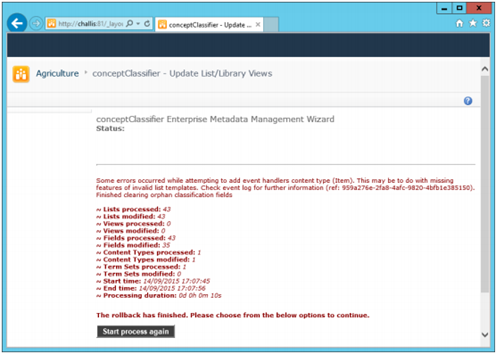 http://challis:81/_layou
conceptClassifier - Update ...
Agriculture
conceptClassifier - Update List/Library Views
conceptClassifier Enterprise Metadata Management Wizard
Status:
Some errors occurred while attempting to add event handlers content type (Item). This may be to do with missing
features of invalid list templates. Check event log for further information (ref: 959a276e-2fa8-4afc-9820-4bfb1e385150).
Finished clearing orphan classification fields
~ Lists processed: 43
~ Lists modified: 43
~ Views processed: 0
~ Views modified: 0
~ Fields processed: 43
~ Fields modified: 35
~ Content Types processed: 1
~ Content Types modified: 1
~ Term Sets processed: 1
~ Term Sets modified: 0
~ Start time: 14/09/2015 17:07:45
~ End time: 14/09/2015 17:07:56
~ Processing duration: 0d 0h 0m 10s
The rollback has finished. Please choose from the below options to continue.
Start process again